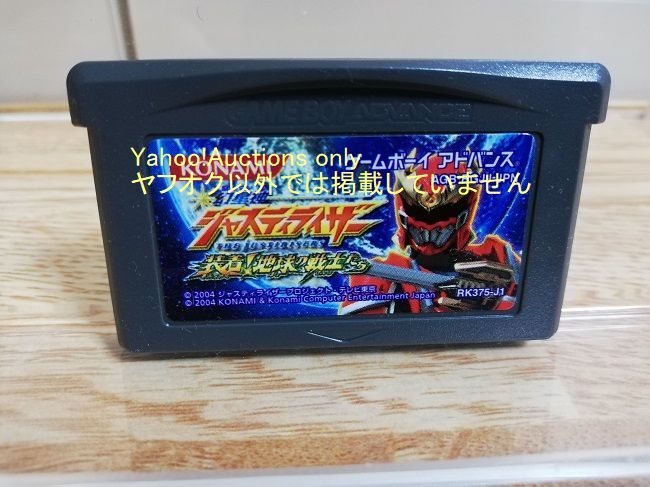 GAME BOY ADVANCE
Yahoo!Auctions only
ヤフオク以外では掲載していません
KONAMI
ゲームボーイ アドバンス
ジャスティライザー
装着!地球の戦士たち
© 2004 ジャスティライザープロジェクト・テレビ東京
© 2004 KONAMI & Konami Computer Entertainment Japan
RK375-J1